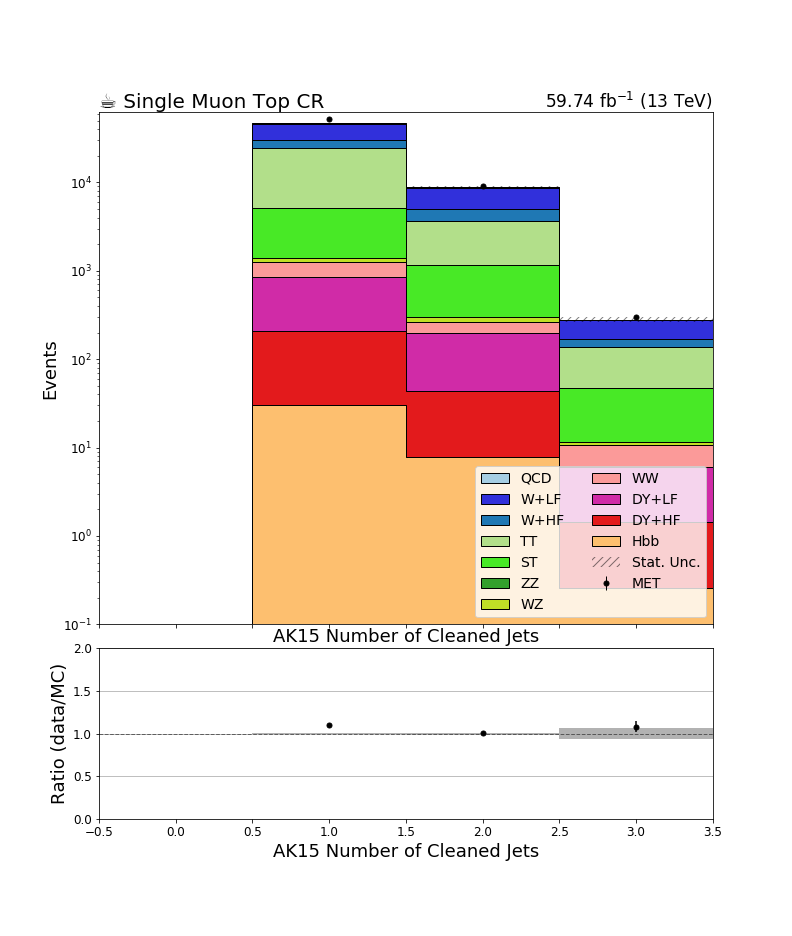 ☕ Single Muon Top CR 59.74 fb⁻¹ (13 TeV)
Events
10⁴
10³
10²
10¹
10⁰
10⁻¹
QCD WW
W+LF DY+LF
W+HF DY+HF
TT Hbb
ST Stat. Unc.
ZZ MET
WZ
AK15 Number of Cleaned Jets
Ratio (data/MC)
2.0
1.5
1.0
0.5
0.0
−0.5 0.0 0.5 1.0 1.5 2.0 2.5 3.0 3.5
AK15 Number of Cleaned Jets